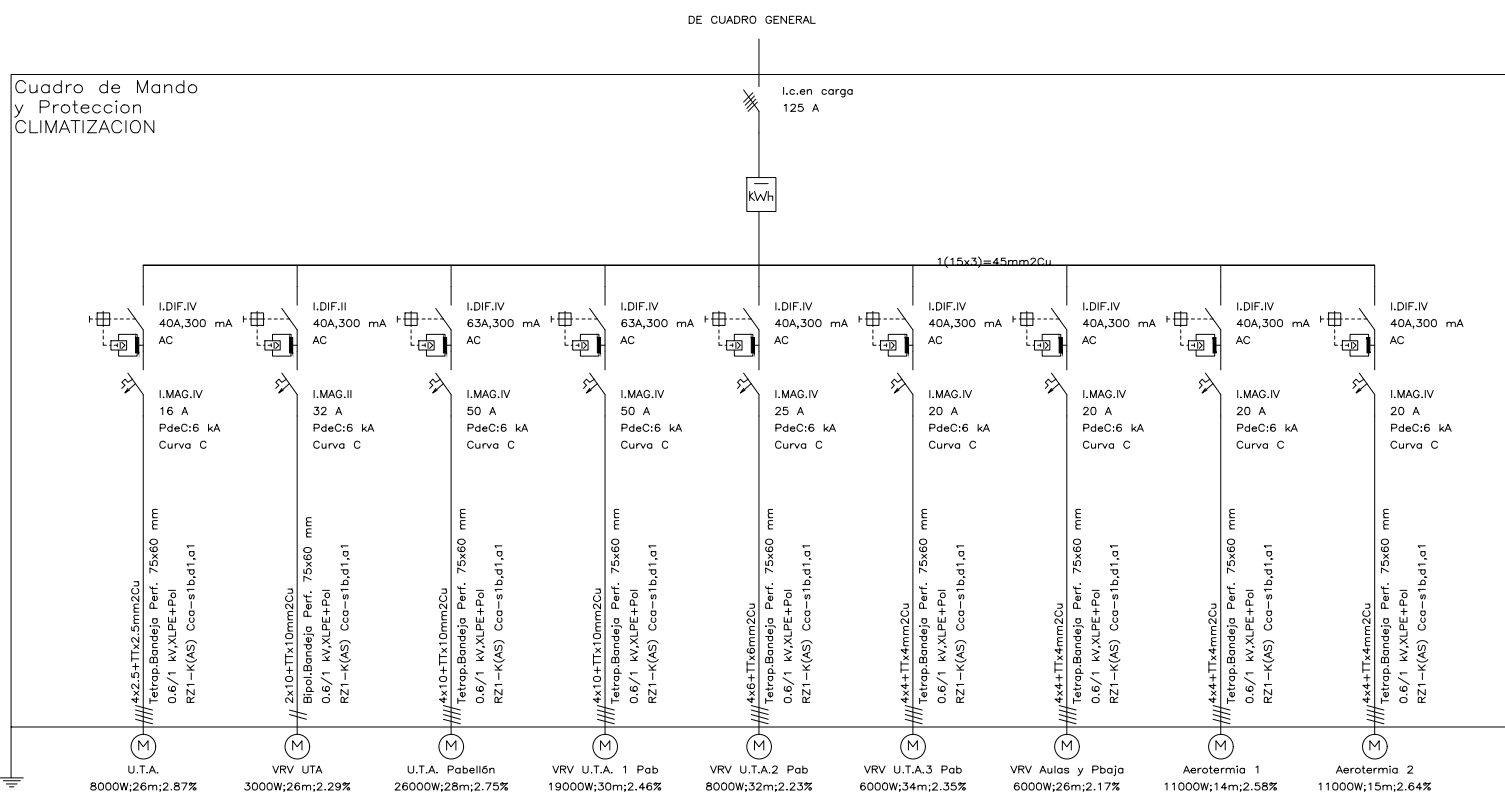 DE CUADRO GENERAL
Cuadro de Mando
y Proteccion
CLIMATIZACION
I.c.en carga
125 A
KWh
1(15x3)=45mm2Cu
I.DIF.IV
40A,300 mA
AC
I.MAG.IV
16 A
PdeC:6 kA
Curva C
4x2.5+TTx2.5mm2Cu
Tetrap.Bandeja Perf. 75x60 mm
0.6/1 kV,XLPE+Pol
RZ1-K(AS) Cca-s1b,d1,a1
M
U.T.A.
8000W;26m;2.87%
I.DIF.II
40A,300 mA
AC
I.MAG.II
32 A
PdeC:6 kA
Curva C
2x10+TTx10mm2Cu
Bipol.Bandeja Perf. 75x60 mm
0.6/1 kV,XLPE+Pol
RZ1-K(AS) Cca-s1b,d1,a1
M
VRV UTA
3000W;26m;2.29%
I.DIF.IV
63A,300 mA
AC
I.MAG.IV
50 A
PdeC:6 kA
Curva C
4x10+TTx10mm2Cu
Tetrap.Bandeja Perf. 75x60 mm
0.6/1 kV,XLPE+Pol
RZ1-K(AS) Cca-s1b,d1,a1
M
U.T.A. Pabellón
26000W;28m;2.75%
I.DIF.IV
63A,300 mA
AC
I.MAG.IV
50 A
PdeC:6 kA
Curva C
4x10+TTx10mm2Cu
Tetrap.Bandeja Perf. 75x60 mm
0.6/1 kV,XLPE+Pol
RZ1-K(AS) Cca-s1b,d1,a1
M
VRV U.T.A. 1 Pab
19000W;30m;2.46%
I.DIF.IV
40A,300 mA
AC
I.MAG.IV
25 A
PdeC:6 kA
Curva C
4x6+TTx6mm2Cu
Tetrap.Bandeja Perf. 75x60 mm
0.6/1 kV,XLPE+Pol
RZ1-K(AS) Cca-s1b,d1,a1
M
VRV U.T.A.2 Pab
8000W;32m;2.23%
I.DIF.IV
40A,300 mA
AC
I.MAG.IV
20 A
PdeC:6 kA
Curva C
4x4+TTx4mm2Cu
Tetrap.Bandeja Perf. 75x60 mm
0.6/1 kV,XLPE+Pol
RZ1-K(AS) Cca-s1b,d1,a1
M
VRV U.T.A.3 Pab
6000W;34m;2.35%
I.DIF.IV
40A,300 mA
AC
I.MAG.IV
20 A
PdeC:6 kA
Curva C
4x4+TTx4mm2Cu
Tetrap.Bandeja Perf. 75x60 mm
0.6/1 kV,XLPE+Pol
RZ1-K(AS) Cca-s1b,d1,a1
M
VRV Aulas y Pbaja
6000W;26m;2.17%
I.DIF.IV
40A,300 mA
AC
I.MAG.IV
20 A
PdeC:6 kA
Curva C
4x4+TTx4mm2Cu
Tetrap.Bandeja Perf. 75x60 mm
0.6/1 kV,XLPE+Pol
RZ1-K(AS) Cca-s1b,d1,a1
M
Aerotermia 1
11000W;14m;2.58%
I.DIF.IV
40A,300 mA
AC
I.MAG.IV
20 A
PdeC:6 kA
Curva C
4x4+TTx4mm2Cu
Tetrap.Bandeja Perf. 75x60 mm
0.6/1 kV,XLPE+Pol
RZ1-K(AS) Cca-s1b,d1,a1
M
Aerotermia 2
11000W;15m;2.64%